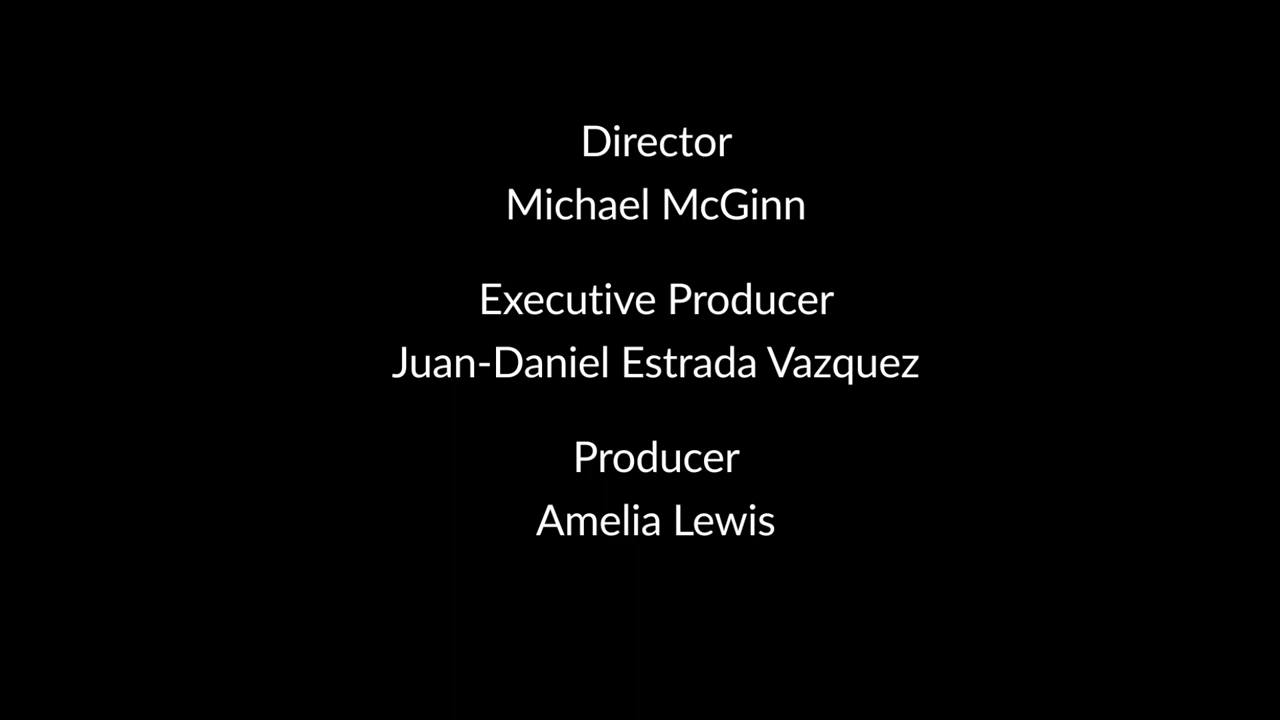 Director
Michael McGinn
Executive Producer
Juan-Daniel Estrada Vazquez
Producer
Amelia Lewis